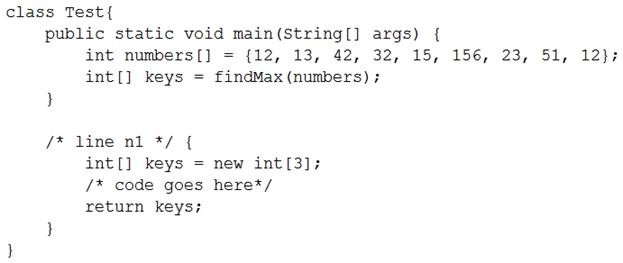 class Test{
    public static void main(String[] args) {
        int numbers[] = {12, 13, 42, 32, 15, 156, 23, 51, 12};
        int[] keys = findMax(numbers);
    }

    /* line n1 */ {
        int[] keys = new int[3];
        /* code goes here*/
        return keys;
    }
}